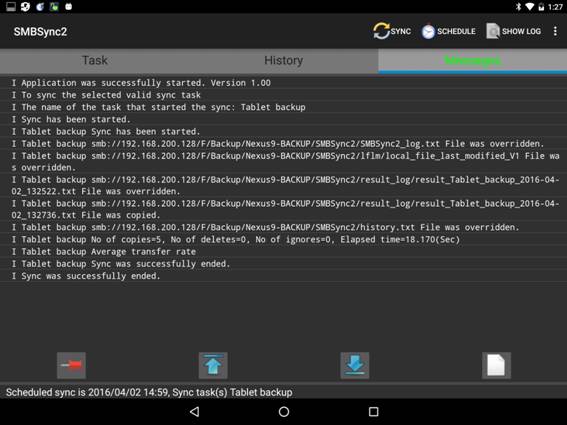 1:27
SMBSync2
SYNC
SCHEDULE
SHOW LOG
Task
History
Messages
I Application was successfully started. Version 1.00
I To sync the selected valid sync task
I The name of the task that started the sync: Tablet backup
I Sync has been started.
I Tablet backup Sync has been started.
I Tablet backup smb://192.168.200.128/F/Backup/Nexus9-BACKUP/SMBSync2/SMBSync2_log.txt File was overridden.
I Tablet backup smb://192.168.200.128/F/Backup/Nexus9-BACKUP/SMBSync2/lflm/local_file_last_modified_V1 File wa
s overridden.
I Tablet backup smb://192.168.200.128/F/Backup/Nexus9-BACKUP/SMBSync2/result_log/result_Tablet_backup_2016-04-
02_132522.txt File was overridden.
I Tablet backup smb://192.168.200.128/F/Backup/Nexus9-BACKUP/SMBSync2/result_log/result_Tablet_backup_2016-04-
02_132736.txt File was copied.
I Tablet backup smb://192.168.200.128/F/Backup/Nexus9-BACKUP/SMBSync2/history.txt File was overridden.
I Tablet backup No of copies=5, No of deletes=0, No of ignores=0, Elapsed time=18.170(Sec)
I Tablet backup Average transfer rate
I Tablet backup Sync was successfully ended.
I Sync was successfully ended.
Scheduled sync is 2016/04/02 14:59, Sync task(s) Tablet backup